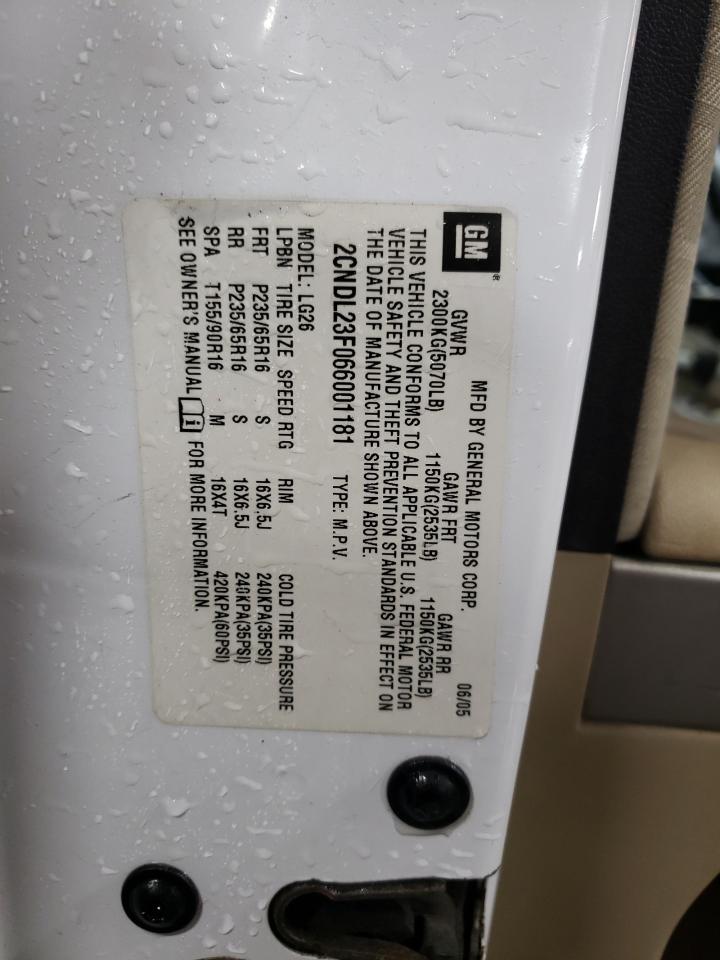 GM®
MFD BY GENERAL MOTORS CORP. 06/05
GVWR GAWR FRT GAWR RR
2300KG(5070LB) 1150KG(2535LB) 1150KG(2535LB)
THIS VEHICLE CONFORMS TO ALL APPLICABLE U.S. FEDERAL MOTOR
VEHICLE SAFETY AND THEFT PREVENTION STANDARDS IN EFFECT ON
THE DATE OF MANUFACTURE SHOWN ABOVE.
2CNDL23F066001181 TYPE: M.P.V.
MODEL: LG26
LPBN TIRE SIZE SPEED RTG RIM COLD TIRE PRESSURE
FRT P235/65R16 S 16X6.5J 240KPA(35PSI)
RR P235/65R16 S 16X6.5J 240KPA(35PSI)
SPA T155/90R16 M 16X4T 420KPA(60PSI)
SEE OWNER'S MANUAL i FOR MORE INFORMATION.